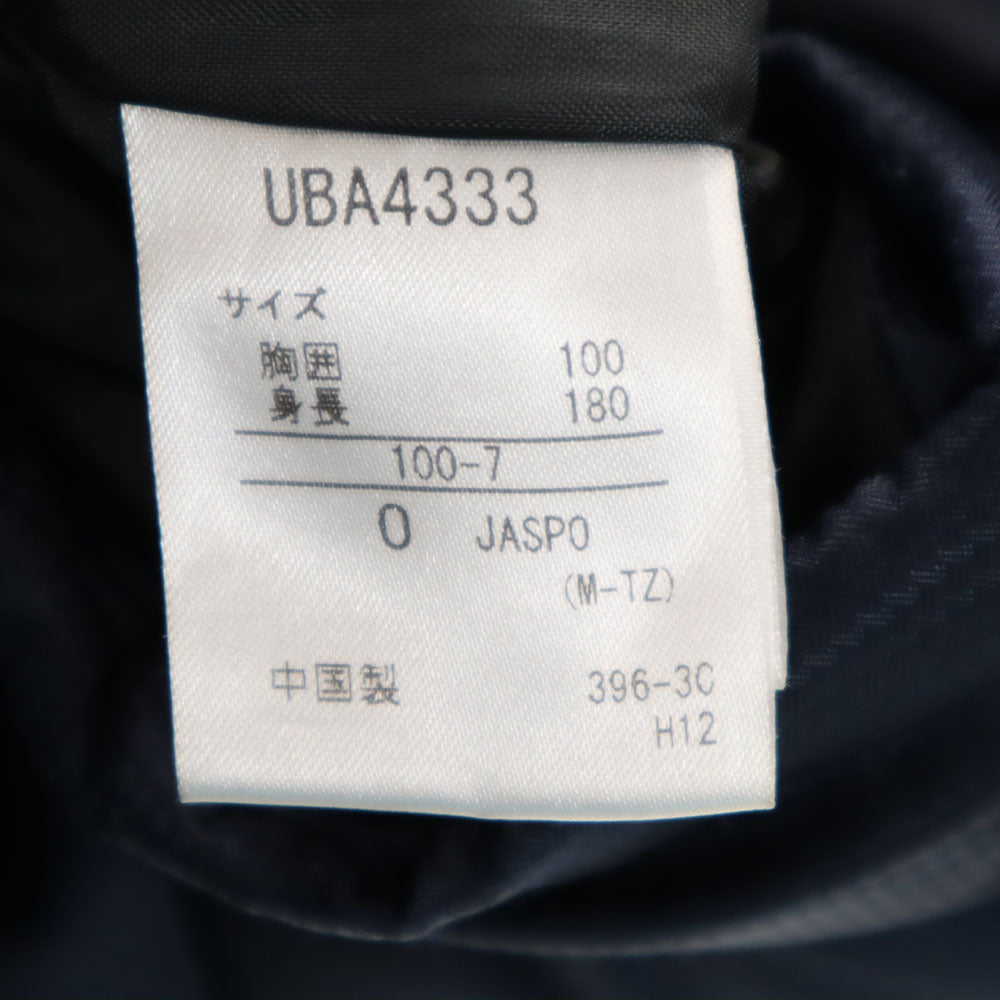 UBA4333
サイズ
胸囲 100
身長 180
100-7
O JASPO
(M-TZ)
中国製 396-3C
H12